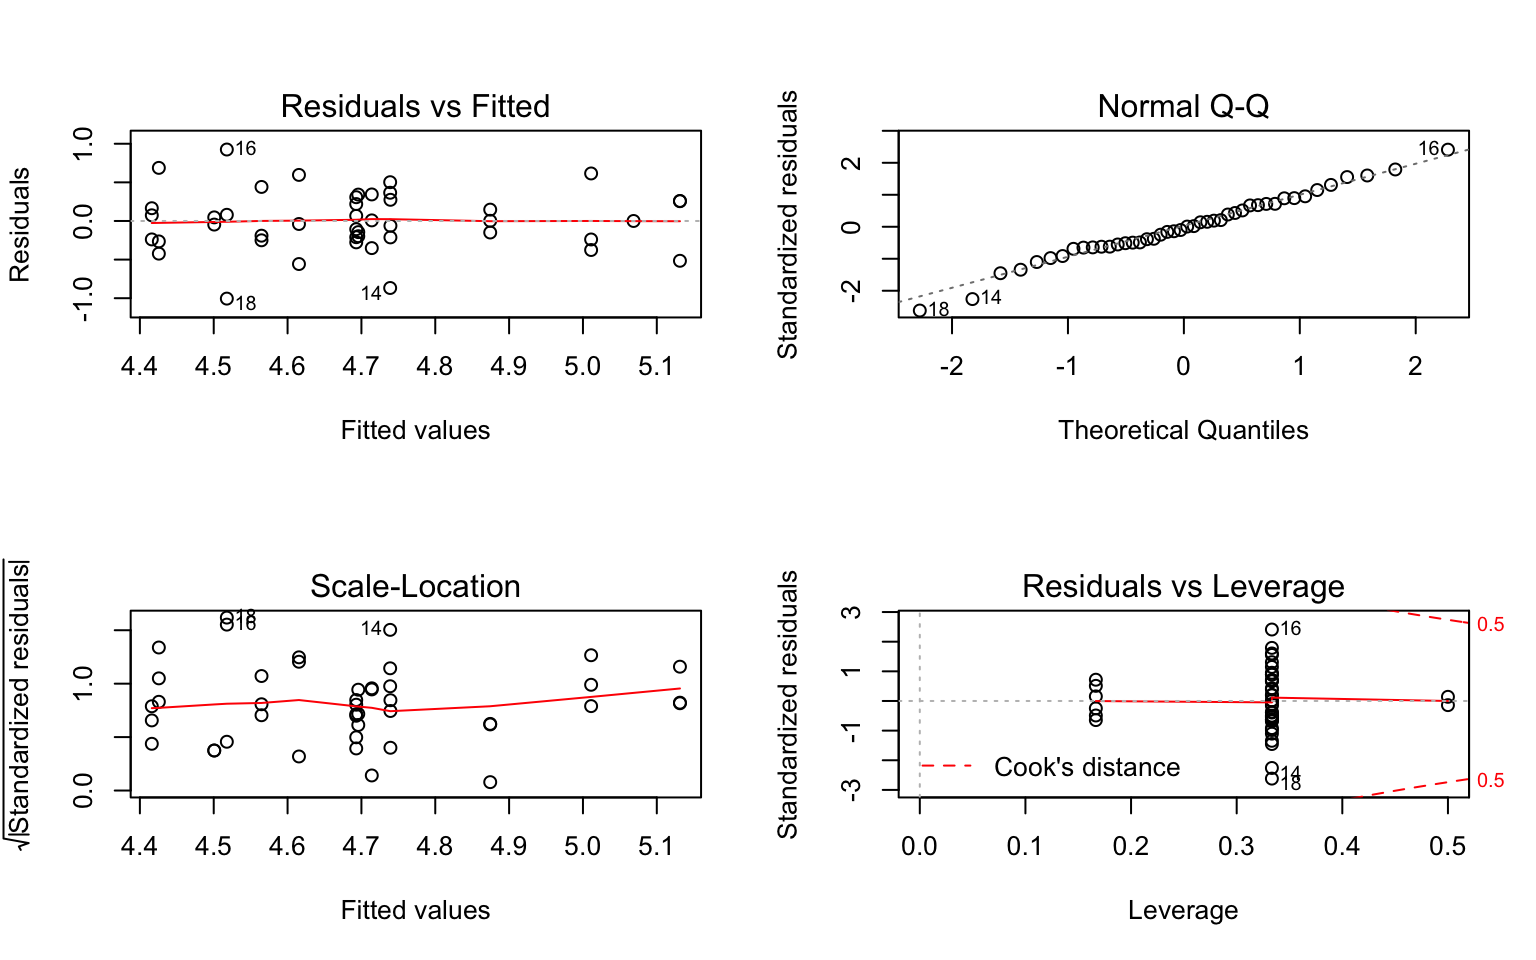 Residuals vs Fitted
Residuals
1.0
0.0
-1.0
16
18
14
4.4 4.5 4.6 4.7 4.8 4.9 5.0 5.1
Fitted values
Normal Q-Q
Standardized residuals
2
0
-2
16
14
18
-2 -1 0 1 2
Theoretical Quantiles
Scale-Location
√|Standardized residuals|
1.0
0.0
18
16
14
4.4 4.5 4.6 4.7 4.8 4.9 5.0 5.1
Fitted values
Residuals vs Leverage
Standardized residuals
3
1
-1
-3
16
14
18
0.5
0.5
Cook's distance
0.0 0.1 0.2 0.3 0.4 0.5
Leverage